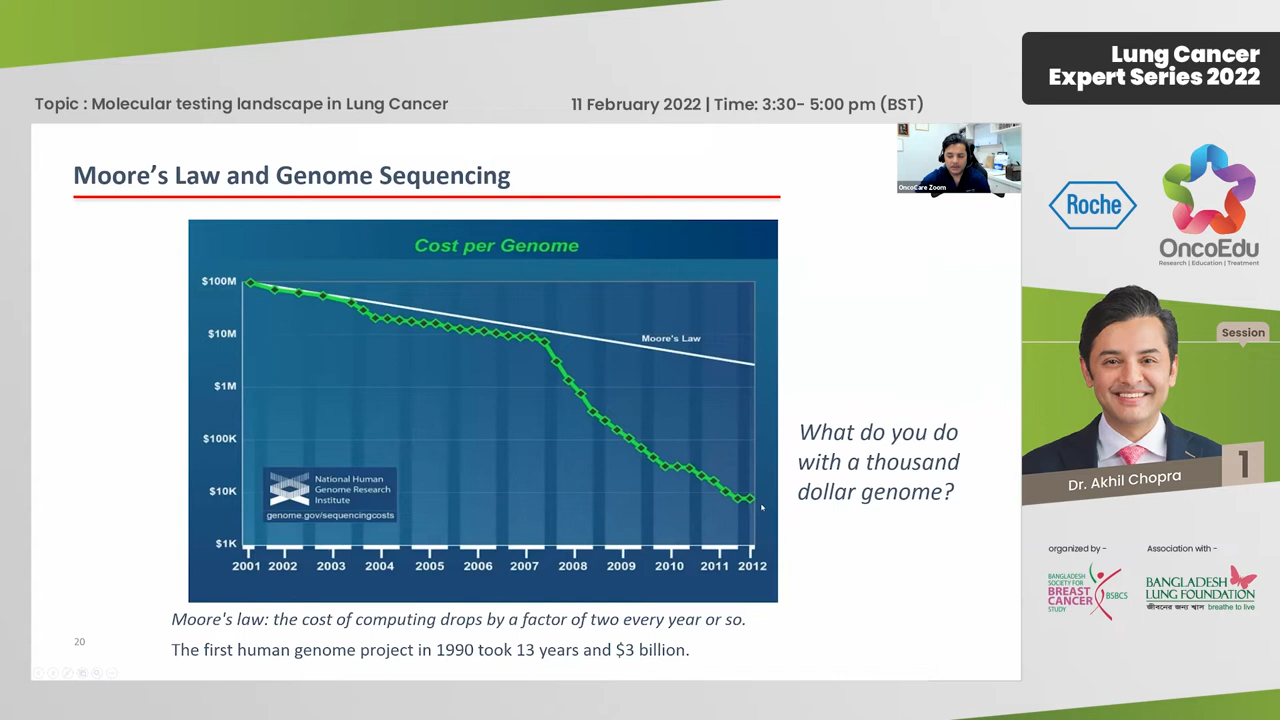 Lung Cancer
Expert Series 2022
Topic : Molecular testing landscape in Lung Cancer
11 February 2022 | Time: 3:30- 5:00 pm (BST)
Moore's Law and Genome Sequencing
OncoCare Zoom
Cost per Genome
$100M
$10M
$1M
$100K
$10K
$1K
Moore's Law
National Human
Genome Research
Institute
genome.gov/sequencingcosts
2001 2002 2003 2004 2005 2006 2007 2008 2009 2010 2011 2012
What do you do
with a thousand
dollar genome?
Moore's law: the cost of computing drops by a factor of two every year or so.
The first human genome project in 1990 took 13 years and $3 billion.
20
Roche
OncoEdu
Research | Education | Treatment
Session
1
Dr. Akhil Chopra
organized by -
BANGLADESH
SOCIETY FOR
BREAST
CANCER
STUDY
BSBCS
Association with -
BANGLADESH
LUNG FOUNDATION
জীবনের জন্য শ্বাস breathe to live